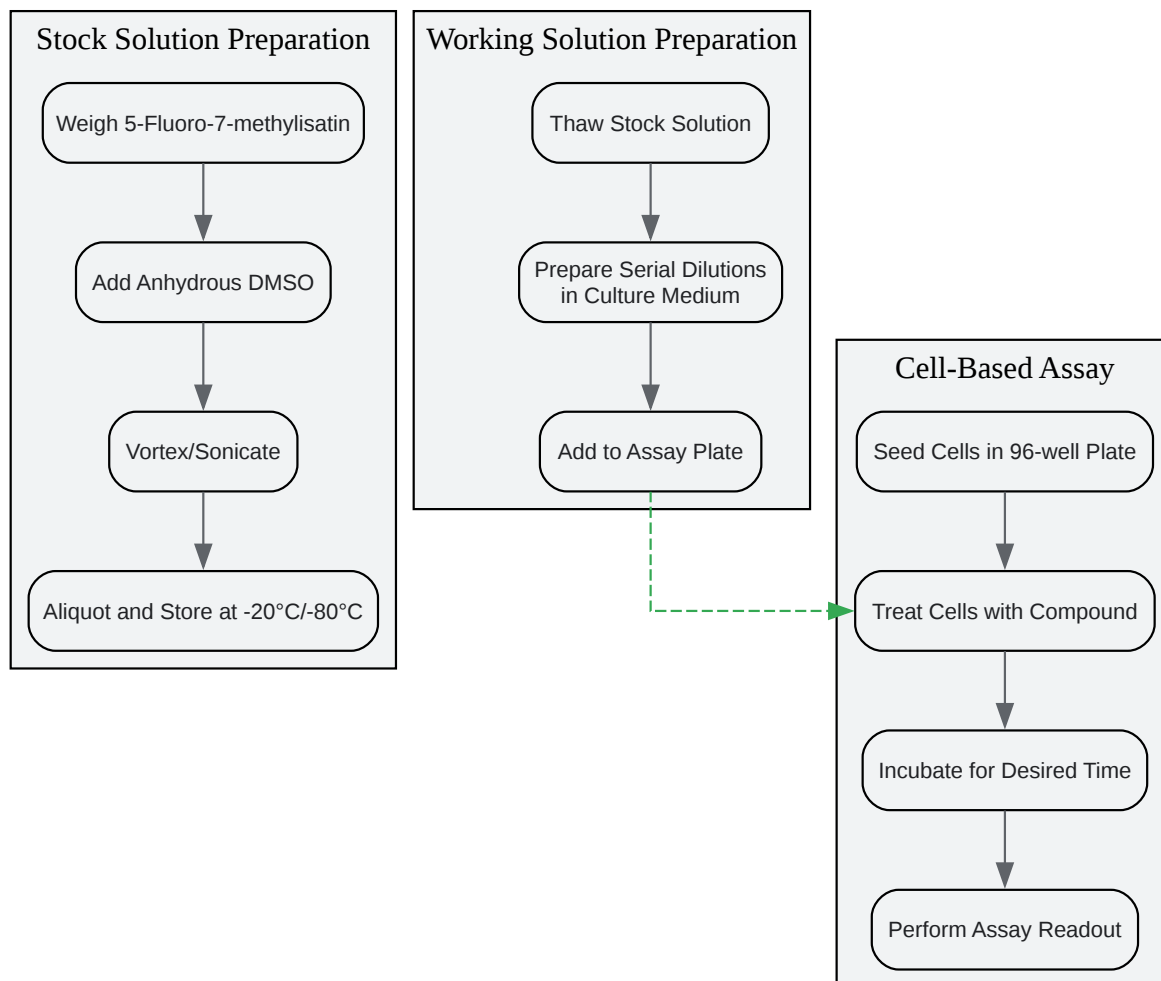 Stock Solution Preparation
Weigh 5-Fluoro-7-methylisatin
Add Anhydrous DMSO
Vortex/Sonicate
Aliquot and Store at -20°C/-80°C
Working Solution Preparation
Thaw Stock Solution
Prepare Serial Dilutions
in Culture Medium
Add to Assay Plate
Cell-Based Assay
Seed Cells in 96-well Plate
Treat Cells with Compound
Incubate for Desired Time
Perform Assay Readout